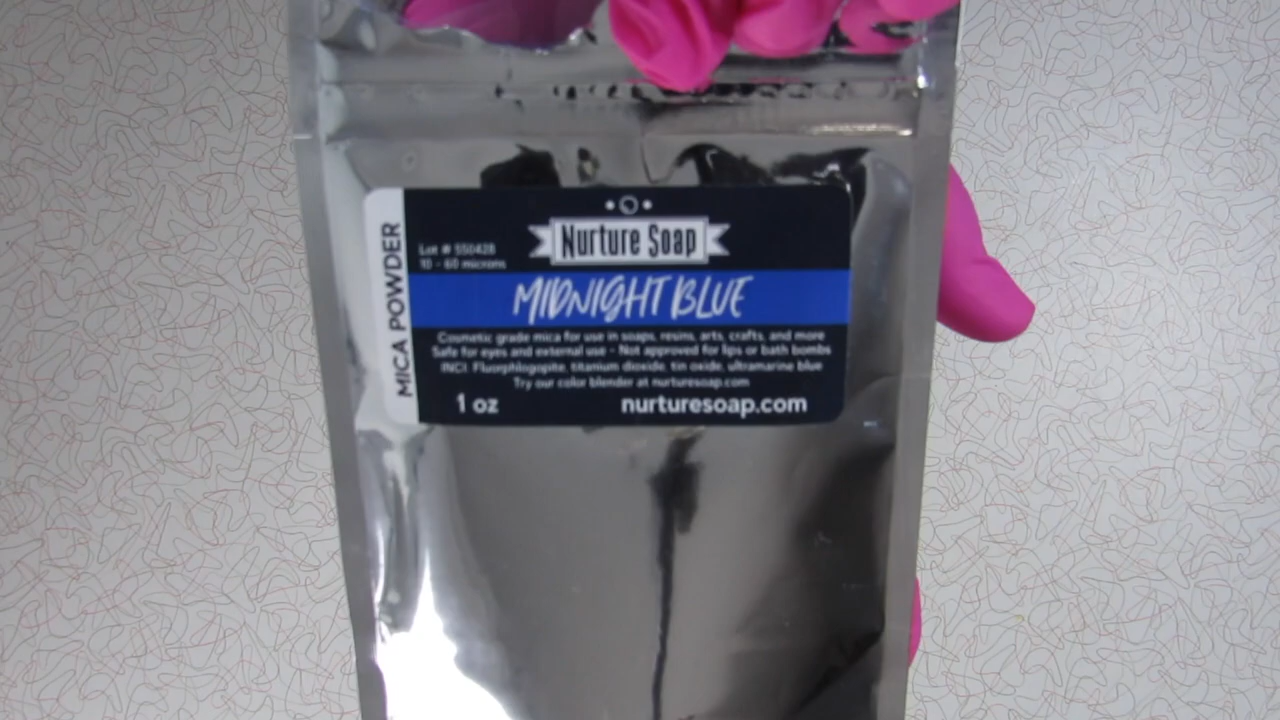 MICA POWDER
Lot # 550428
10 - 60 microns
Nurture Soap
MIDNIGHT BLUE
Cosmetic grade mica for use in soaps, resins, arts, crafts, and more
Safe for eyes and external use - Not approved for lips or bath bombs
INCI: Fluorphlogopite, titanium dioxide, tin oxide, ultramarine blue
Try our color blender at nurturesoap.com
1 oz
nurturesoap.com